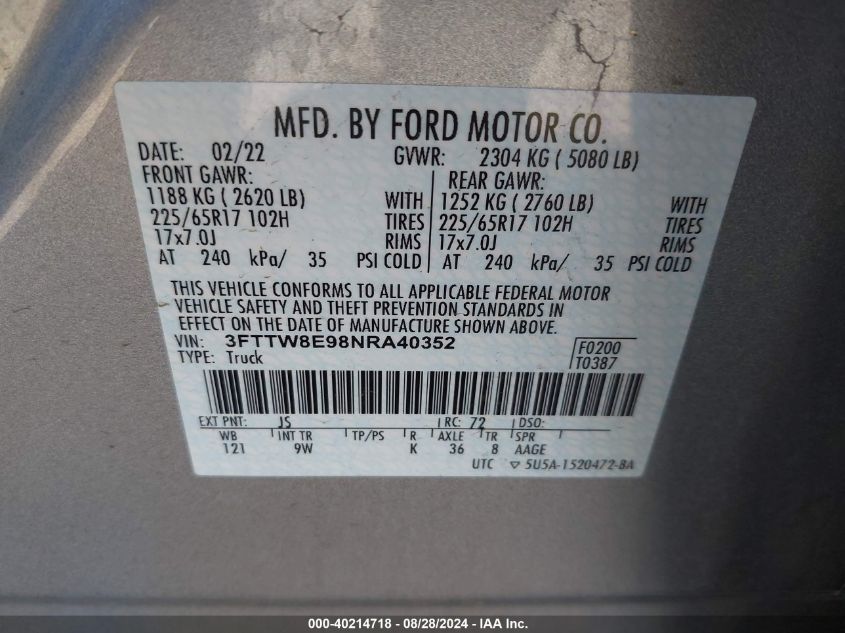 MFD. BY FORD MOTOR CO.
DATE: 02/22 GVWR: 2304 KG ( 5080 LB)
FRONT GAWR: REAR GAWR:
1188 KG ( 2620 LB) WITH 1252 KG ( 2760 LB) WITH
225/65R17 102H TIRES 225/65R17 102H TIRES
17x7.0J RIMS 17x7.0J RIMS
AT 240 kPa/ 35 PSI COLD AT 240 kPa/ 35 PSI COLD
THIS VEHICLE CONFORMS TO ALL APPLICABLE FEDERAL MOTOR
VEHICLE SAFETY AND THEFT PREVENTION STANDARDS IN
EFFECT ON THE DATE OF MANUFACTURE SHOWN ABOVE.
VIN: 3FTTW8E98NRA40352 F0200
TYPE: Truck T0387
EXT PNT: JS RC: 72 DSO:
WB INT TR TP/PS R AXLE TR SPR
121 9W K 36 8 AAGE
UTC ▽ 5U5A-1520472-BA
000-40214718 - 08/28/2024 - IAA Inc.